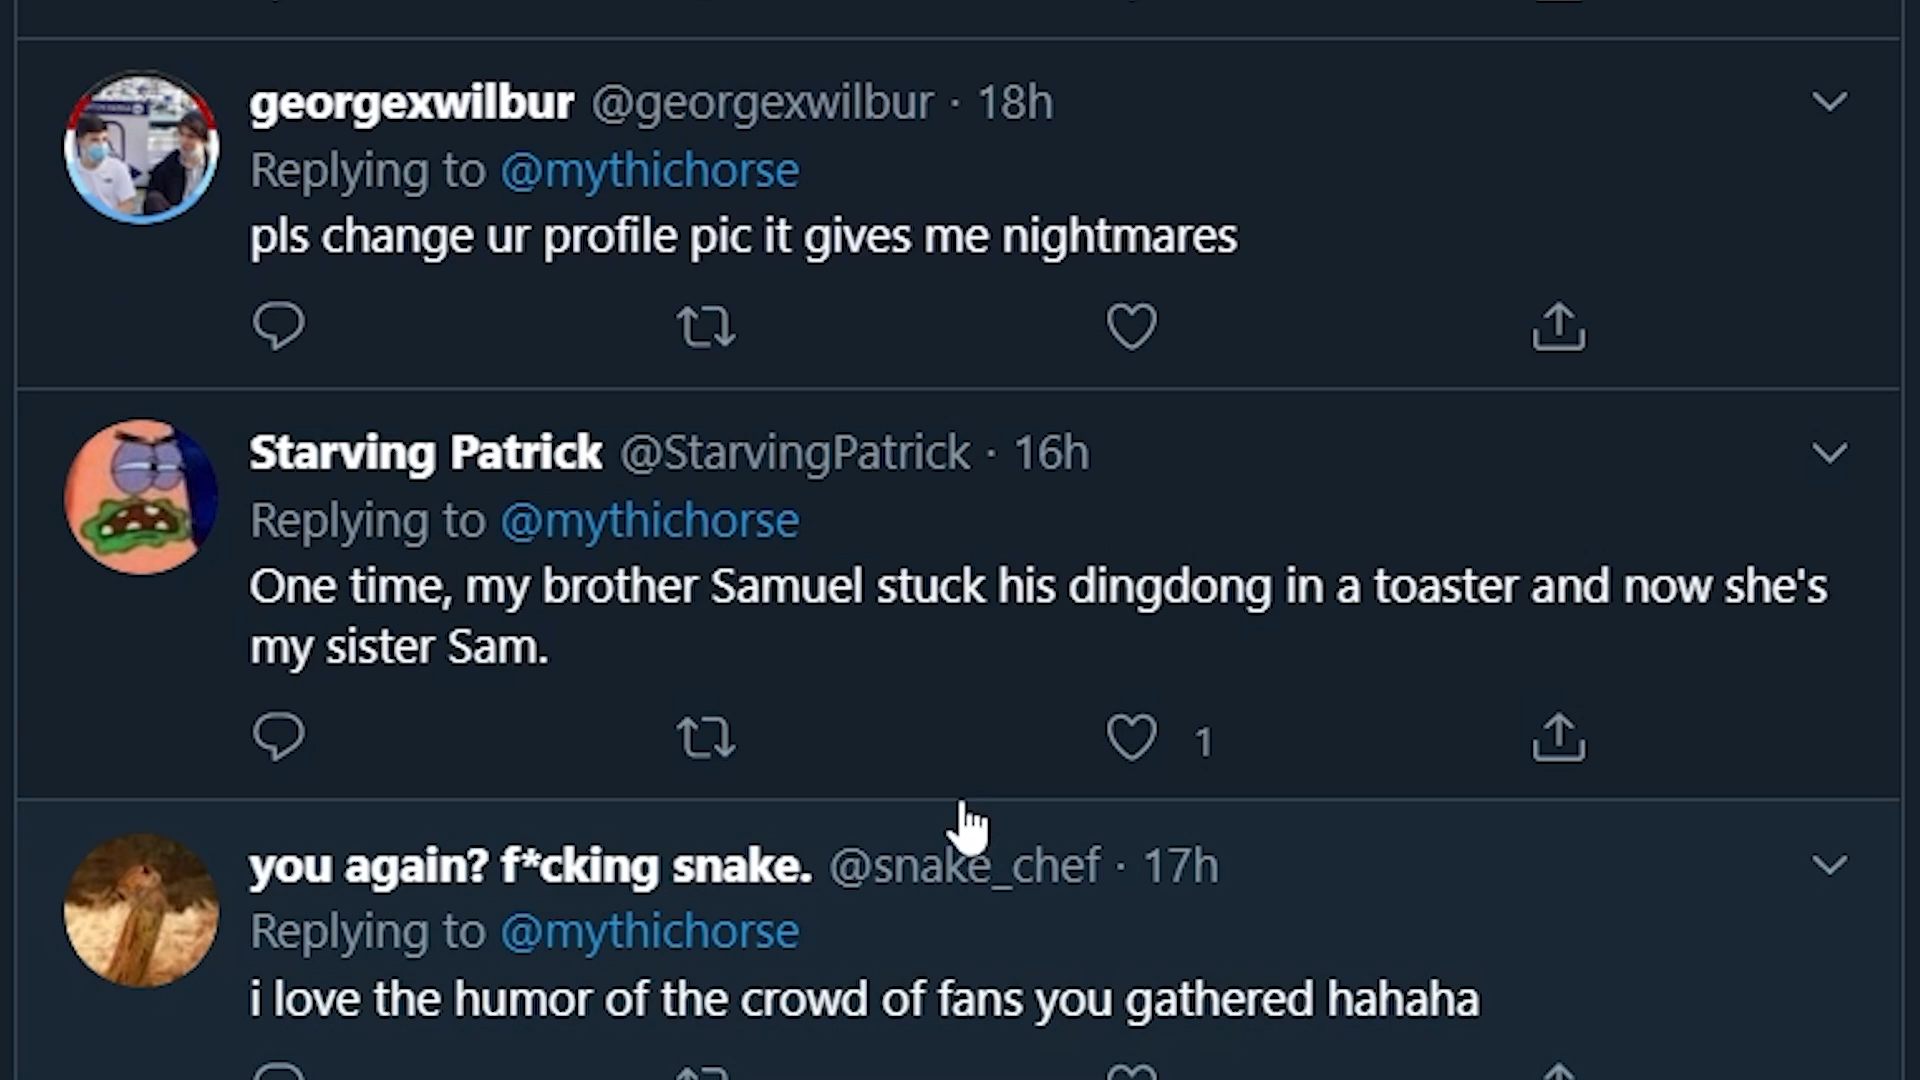 georgexwilbur @georgexwilbur · 18h
Replying to @mythichorse
pls change ur profile pic it gives me nightmares
Starving Patrick @StarvingPatrick · 16h
Replying to @mythichorse
One time, my brother Samuel stuck his dingdong in a toaster and now she's
my sister Sam.
1
you again? f*cking snake. @snake_chef · 17h
Replying to @mythichorse
i love the humor of the crowd of fans you gathered hahaha